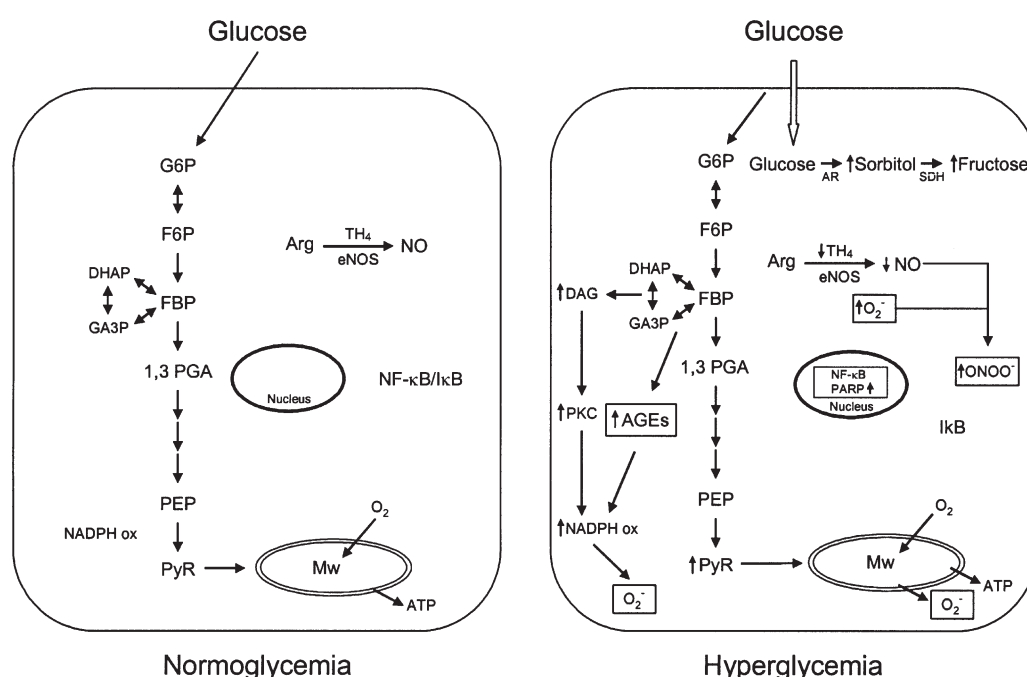 Glucose
G6P
F6P
Arg TH₄ NO
eNOS
DHAP
FBP
GA3P
1,3 PGA
NF-κB/IκB
Nucleus
PEP
O₂
NADPH ox
PyR
Mw
ATP
Normoglycemia
Glucose
G6P
Glucose ↑Sorbitol ↑Fructose
AR SDH
F6P
Arg ↓TH₄ ↓NO
eNOS
DHAP
↑DAG
FBP
↑O₂⁻
GA3P
1,3 PGA
↑ONOO⁻
NF-κB
PARP↑
Nucleus
↑PKC
↑AGEs
IkB
PEP
O₂
↑NADPH ox
↑PyR
Mw
ATP
O₂⁻
O₂⁻
Hyperglycemia